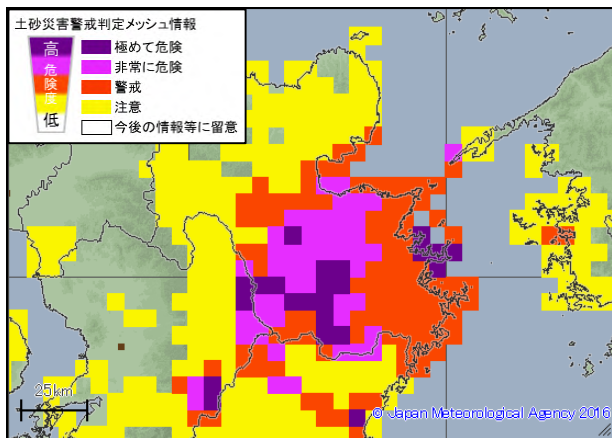 土砂災害警戒判定メッシュ情報
高
危険度
低
極めて危険
非常に危険
警戒
注意
今後の情報等に留意
25km
© Japan Meteorological Agency 2016